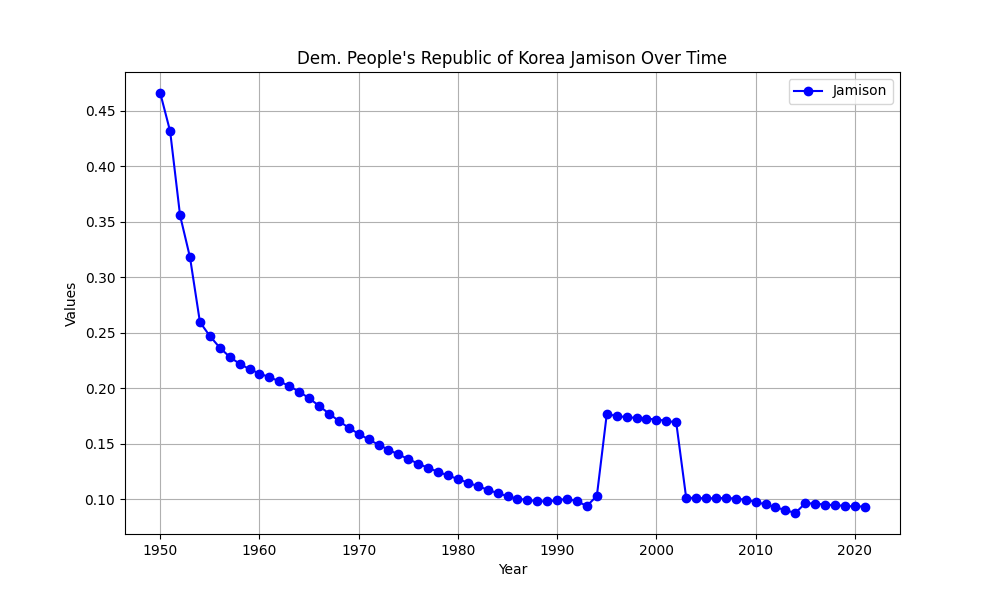 Dem. People's Republic of Korea Jamison Over Time
Jamison
0.45
0.40
0.35
0.30
0.25
0.20
0.15
0.10
Values
1950 1960 1970 1980 1990 2000 2010 2020
Year